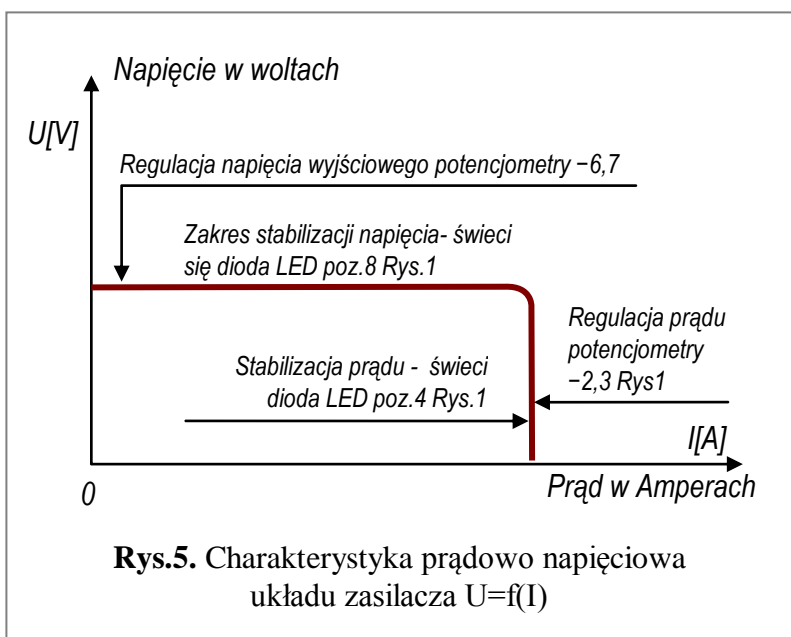 Napięcie w woltach
U[V]
Regulacja napięcia wyjściowego potencjometry −6,7
Zakres stabilizacji napięcia- świeci
się dioda LED poz.8 Rys.1
Regulacja prądu
potencjometry
−2,3 Rys1
Stabilizacja prądu - świeci
dioda LED poz.4 Rys.1
I[A]
0
Prąd w Amperach
Rys.5. Charakterystyka prądowo napięciowa
układu zasilacza U=f(I)